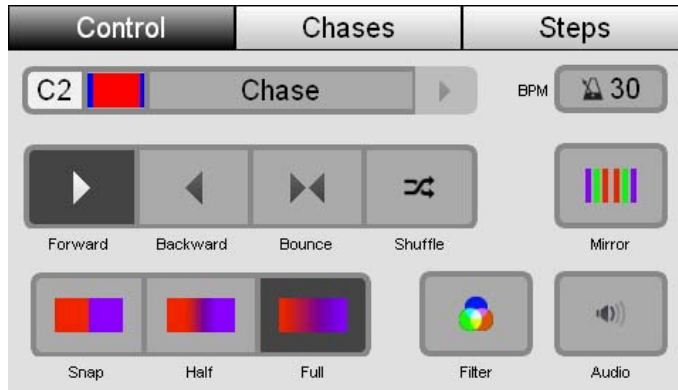 Control Chases Steps
C2 Chase BPM 30
Forward Backward Bounce Shuffle Mirror
Snap Half Full Filter Audio